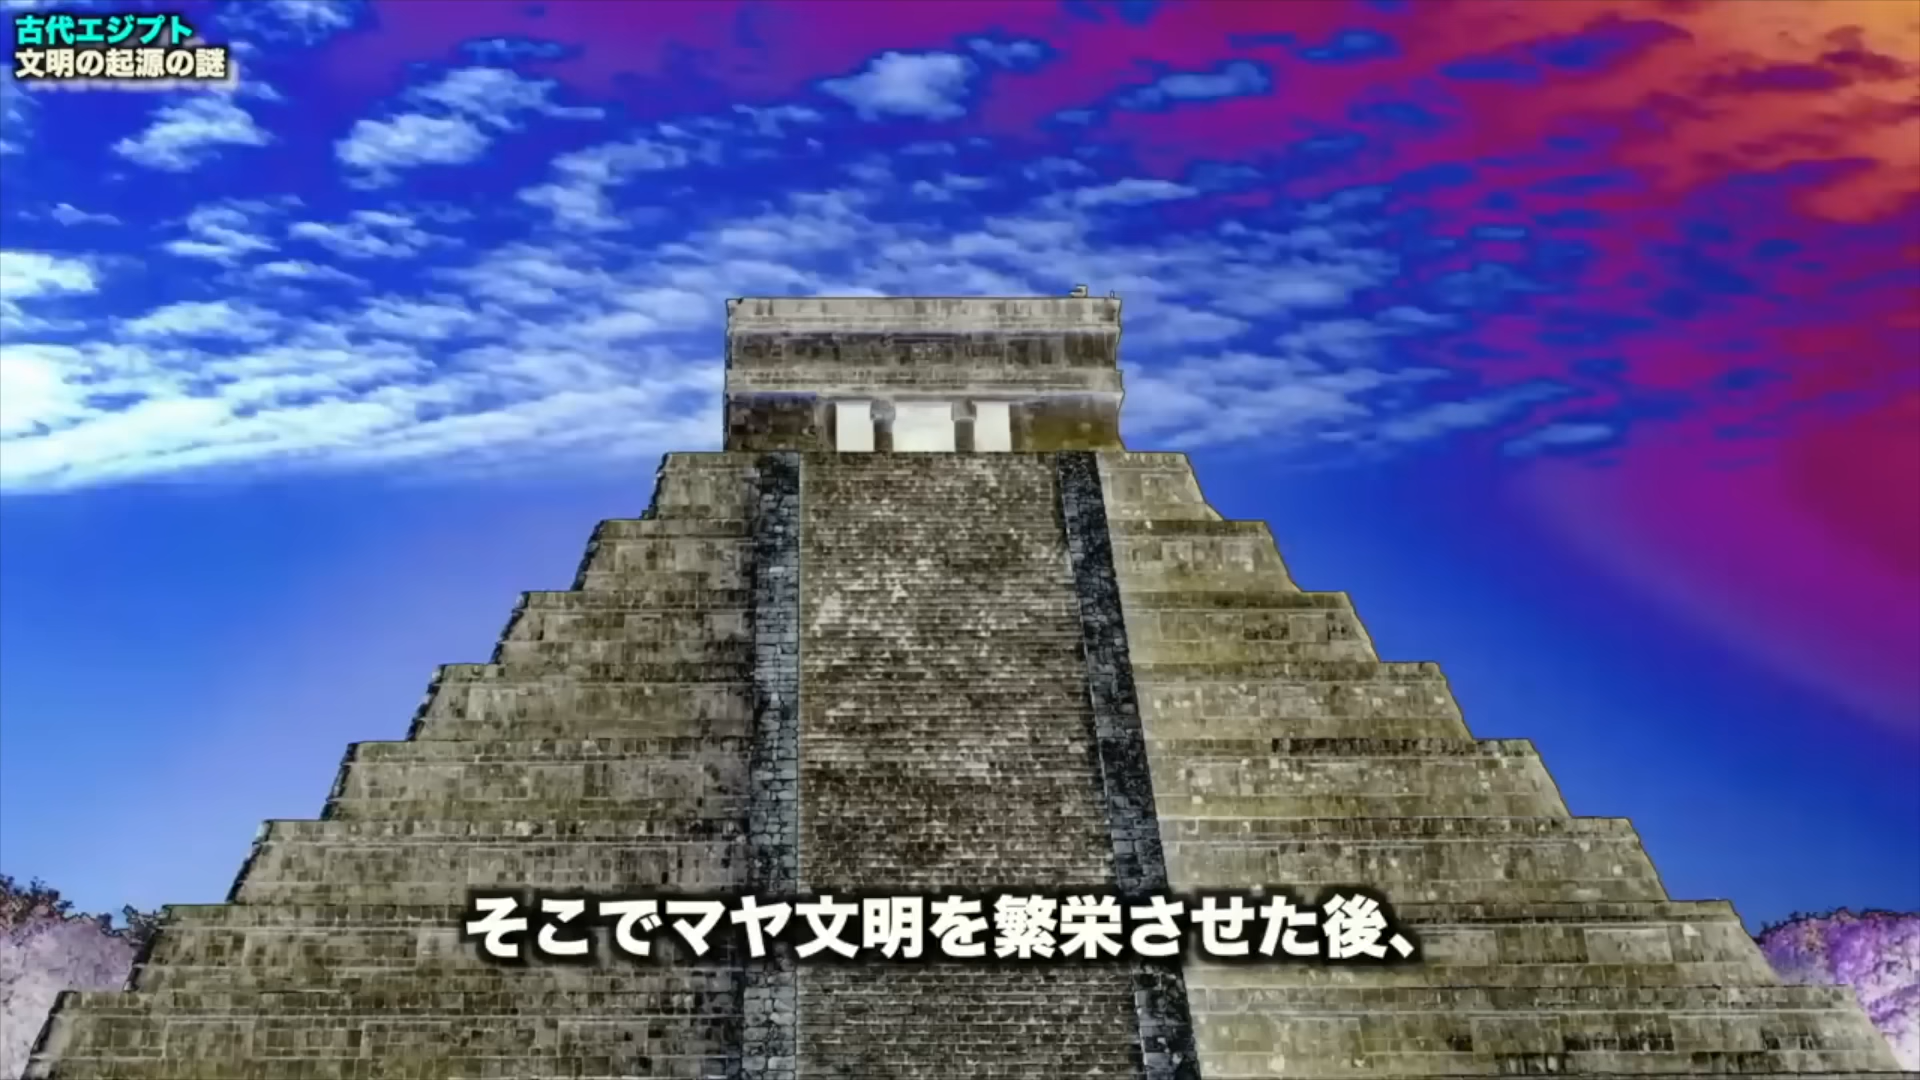 古代エジプト
文明の起源の謎
そこでマヤ文明を繁栄させた後、